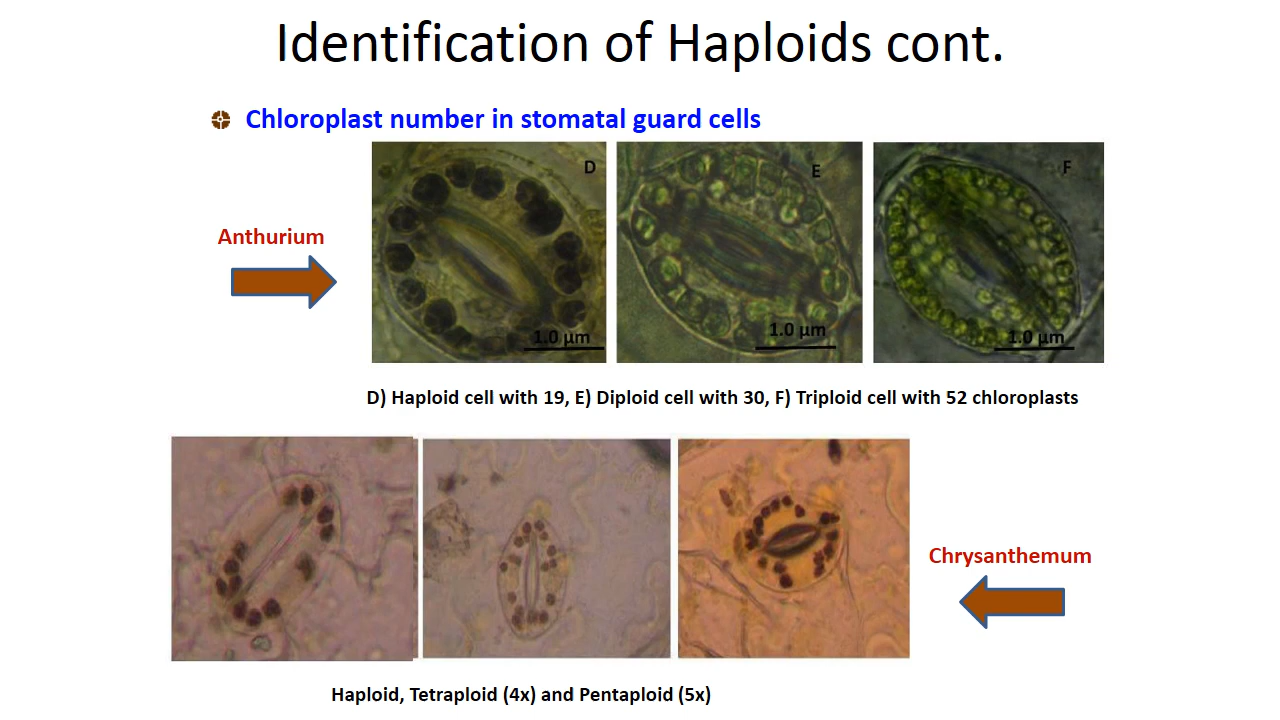 Identification of Haploids cont.
Chloroplast number in stomatal guard cells
Anthurium
D
E
F
1.0 µm
1.0 µm
1.0 µm
D) Haploid cell with 19, E) Diploid cell with 30, F) Triploid cell with 52 chloroplasts
Chrysanthemum
Haploid, Tetraploid (4x) and Pentaploid (5x)